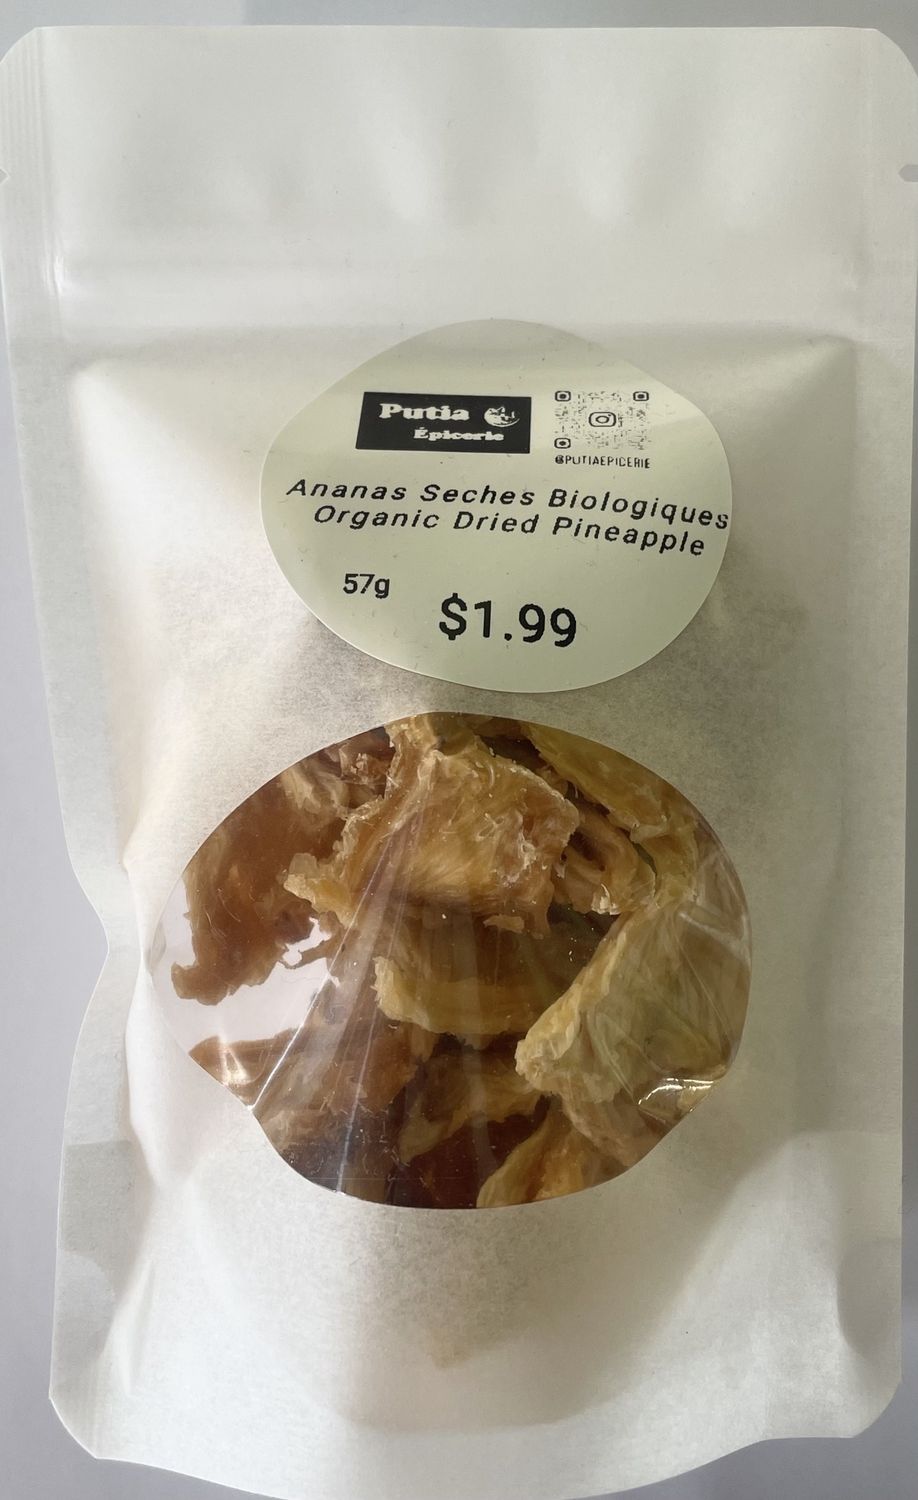 Putia
Épicerie
@PUTIAEPICERIE
Ananas Seches Biologiques
Organic Dried Pineapple
57g
$1.99